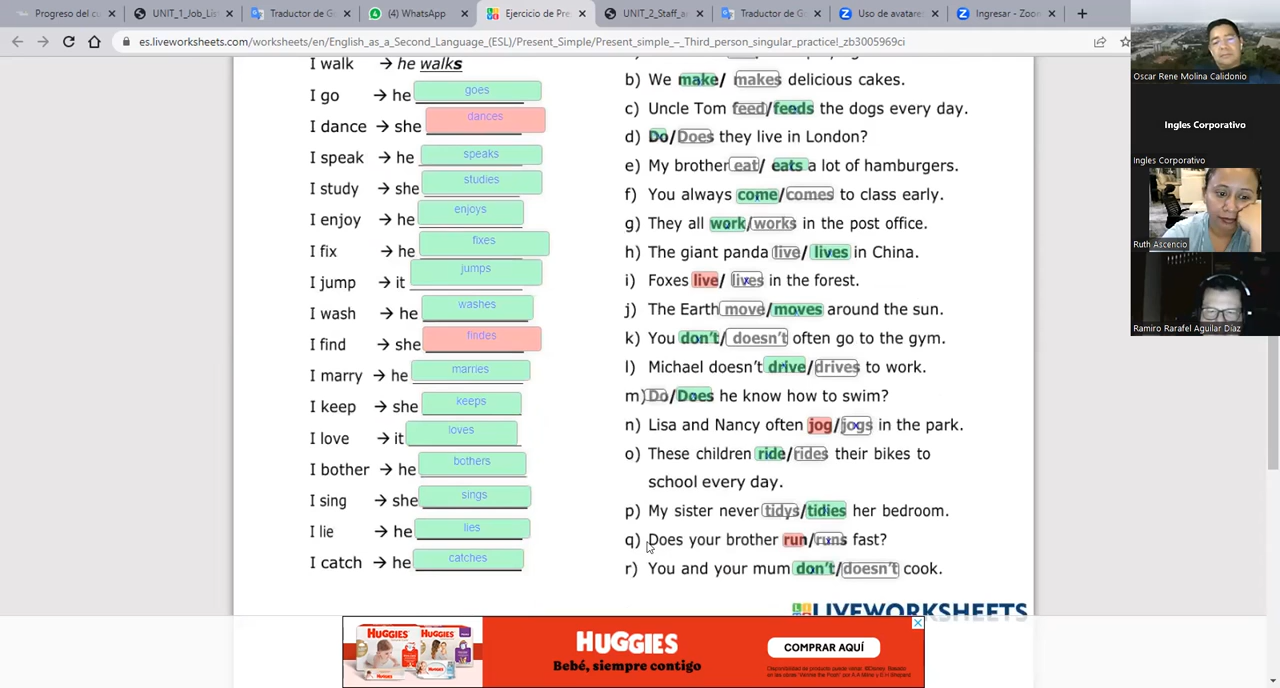 Progreso del cu
UNIT_1_Job_List
Traductor de G
(4) WhatsApp
Ejercicio de Pre
UNIT_2_Staff_a
Traductor de Go
Uso de avatares
Ingresar - Zoom
es.liveworksheets.com/worksheets/en/English_as_a_Second_Language_(ESL)/Present_Simple/Present_simple_-_Third_person_singular_practice!_zb3005969ci
I walk → he walks
I go → he goes
I dance → she dances
I speak → he speaks
I study → she studies
I enjoy → he enjoys
I fix → he fixes
I jump → it jumps
I wash → he washes
I find → she findes
I marry → he marries
I keep → she keeps
I love → it loves
I bother → he bothers
I sing → she sings
I lie → he lies
I catch → he catches
b) We make/ makes delicious cakes.
c) Uncle Tom feed/feeds the dogs every day.
d) Do/Does they live in London?
e) My brother eat/ eats a lot of hamburgers.
f) You always come/comes to class early.
g) They all work/works in the post office.
h) The giant panda live/ lives in China.
i) Foxes live/ lives in the forest.
j) The Earth move/moves around the sun.
k) You don't/ doesn't often go to the gym.
l) Michael doesn't drive/drives to work.
m) Do/Does he know how to swim?
n) Lisa and Nancy often jog/jogs in the park.
o) These children ride/rides their bikes to
school every day.
p) My sister never tidys/tidies her bedroom.
q) Does your brother run/runs fast?
r) You and your mum don't/doesn't cook.
LIVEWORKSHEETS
HUGGIES
HUGGIES
Bebé, siempre contigo
COMPRAR AQUÍ
Oscar Rene Molina Calidonio
Ingles Corporativo
Ingles Corporativo
Ruth Ascencio
Ramiro Rararfel Aguilar Díaz